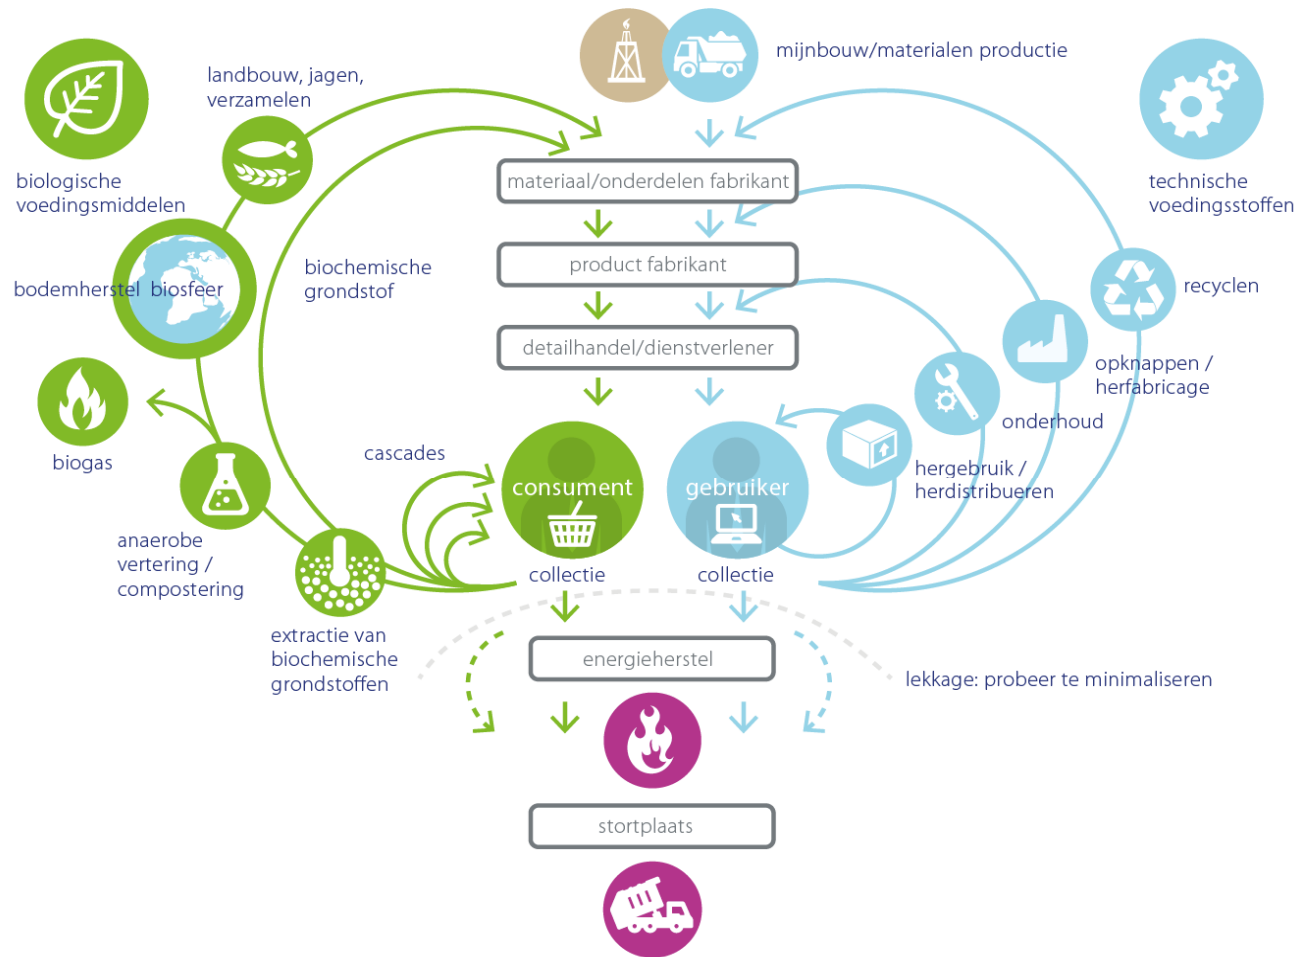 mijnbouw/materialen productie
landbouw, jagen,
verzamelen
biologische
voedingsmiddelen
technische
voedingsstoffen
materiaal/onderdelen fabrikant
product fabrikant
detailhandel/dienstverlener
biochemische
grondstof
bodemherstel biosfeer
recyclen
opknappen /
herfabricage
onderhoud
hergebruik /
herdistribueren
biogas
cascades
consument
gebruiker
anaerobe
vertering /
compostering
collectie
collectie
extractie van
biochemische
grondstoffen
energieherstel
lekkage: probeer te minimaliseren
stortplaats